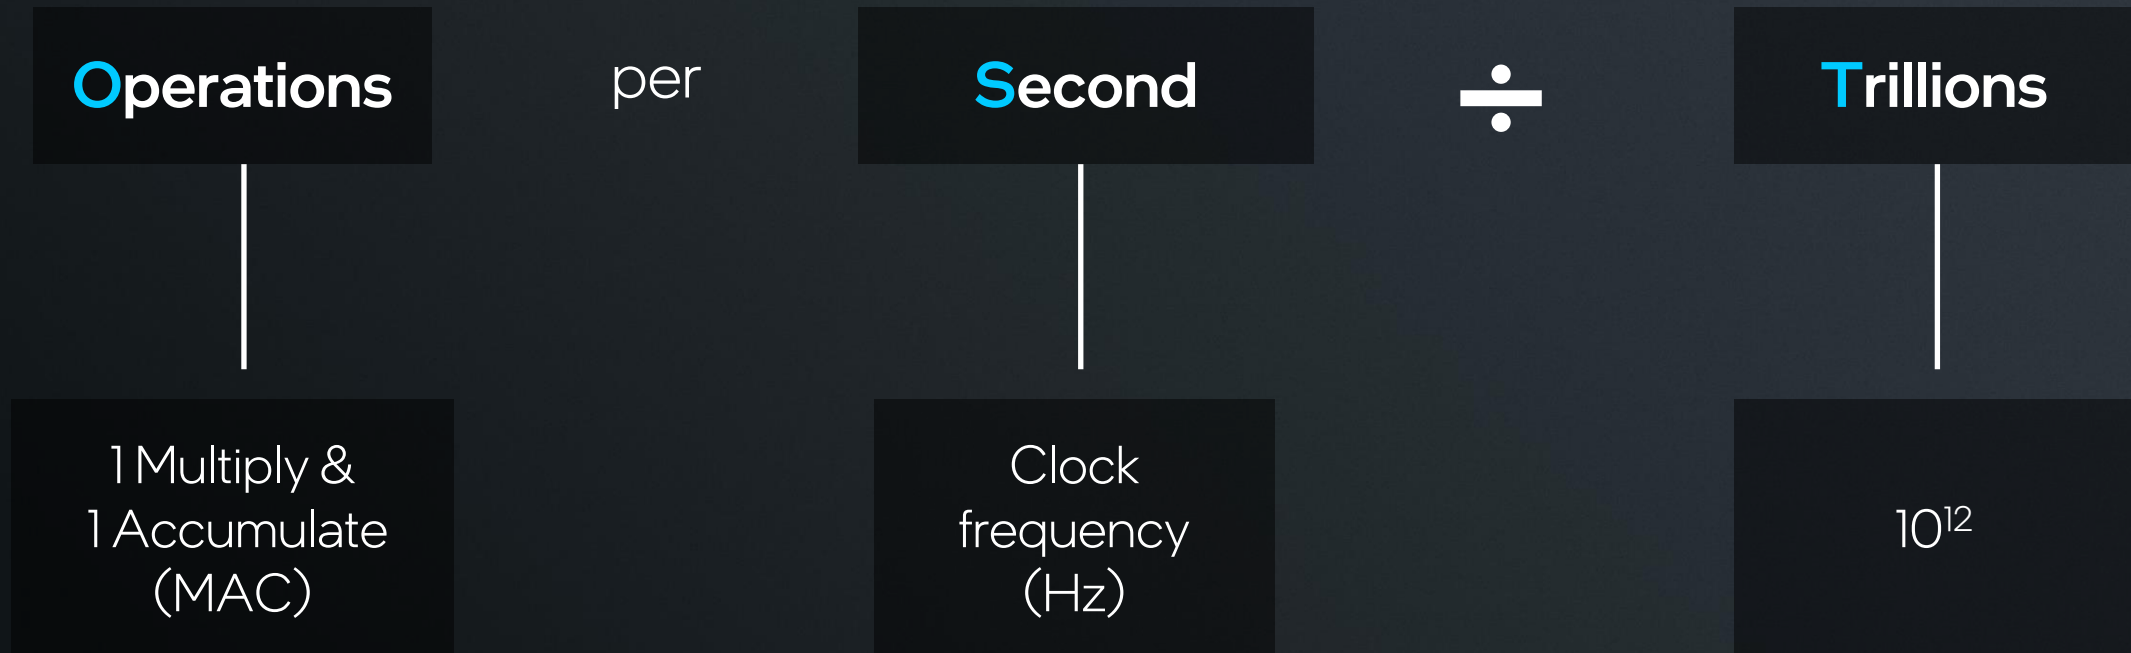 Operations per Second ÷ Trillions
1 Multiply &
1 Accumulate
(MAC)
Clock
frequency
(Hz)
10¹²